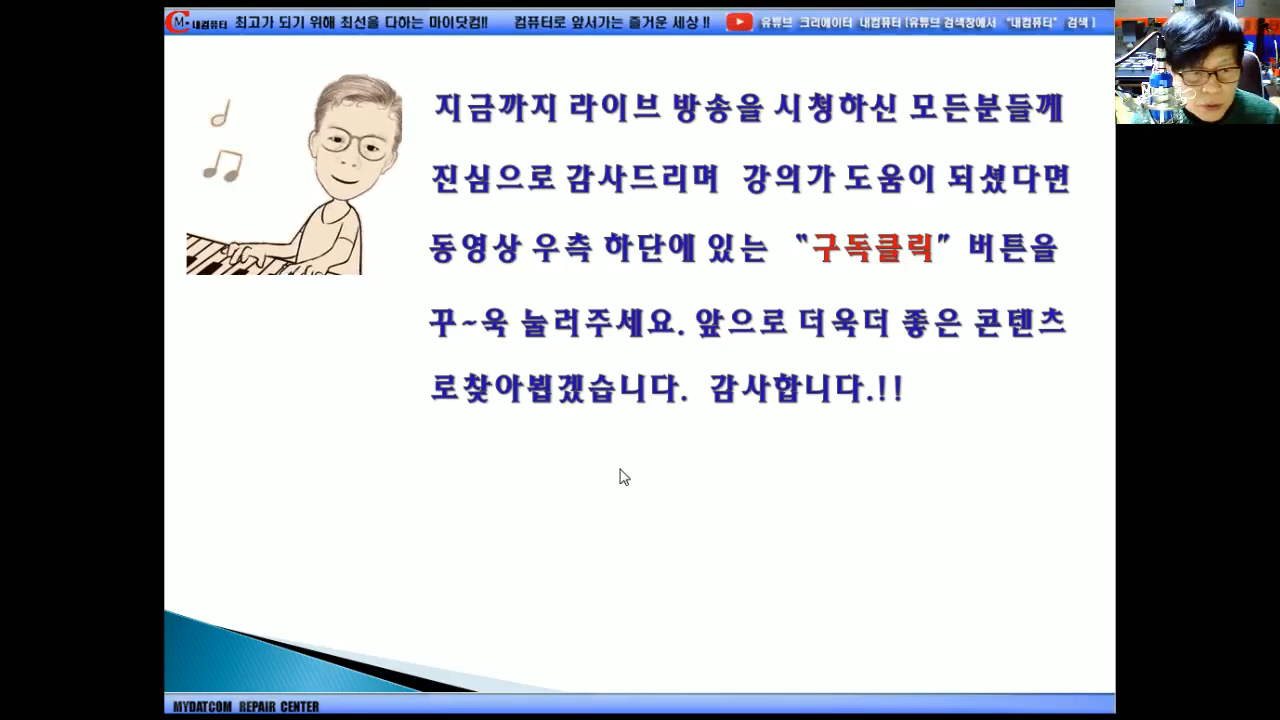 CM. 내컴퓨터 최고가 되기 위해 최선을 다하는 마이닷컴!! 컴퓨터로 앞서가는 즐거운 세상 !! 유튜브 크리에이터 내컴퓨터 [유튜브 검색창에서 "내컴퓨터" 검색 ]
지금까지 라이브 방송을 시청하신 모든분들께
진심으로 감사드리며 강의가 도움이 되셨다면
동영상 우측 하단에 있는 "구독클릭" 버튼을
꾸~욱 눌러주세요. 앞으로 더욱더 좋은 콘텐츠
로찾아뵙겠습니다. 감사합니다.!!
MYDATCOM REPAIR CENTER